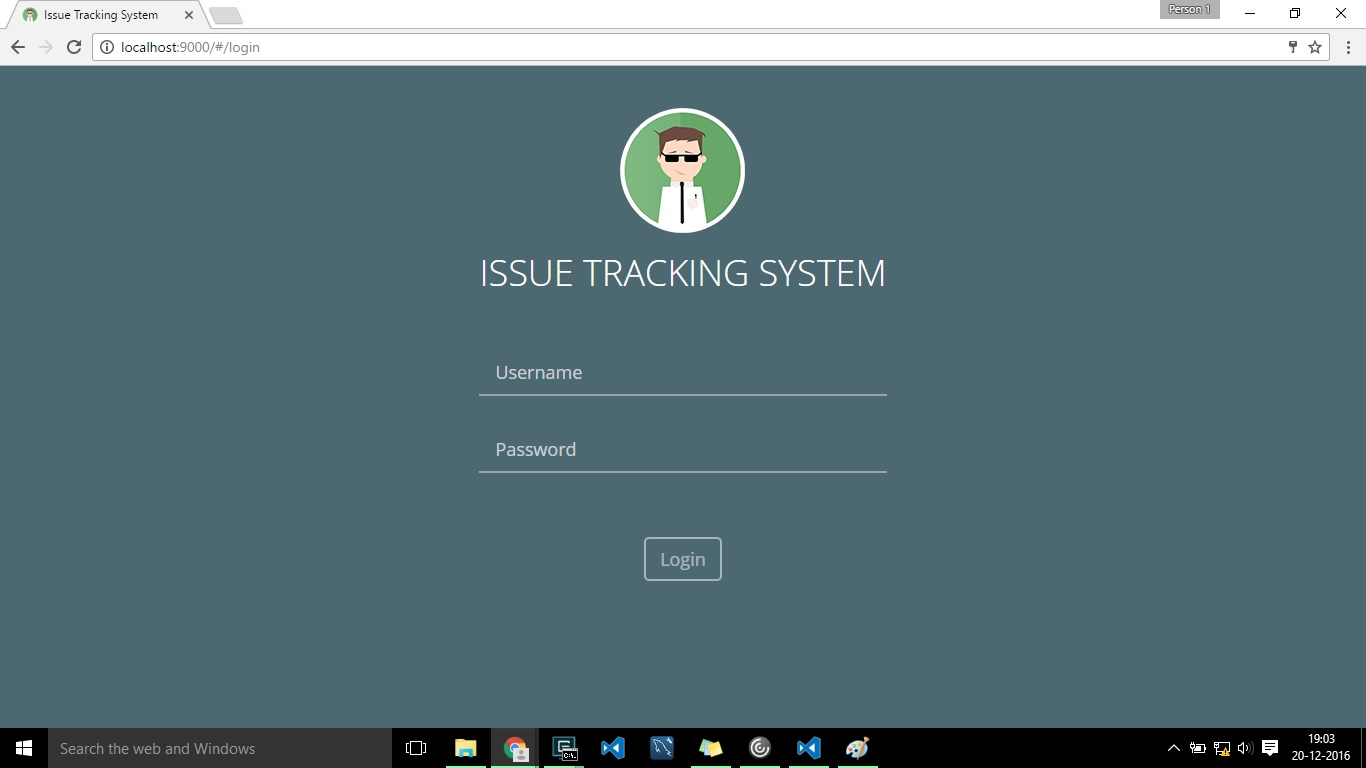 Issue Tracking System
Person 1
localhost:9000/#/login
ISSUE TRACKING SYSTEM
Username
Password
Login
Search the web and Windows
C:\.
19:03
20-12-2016